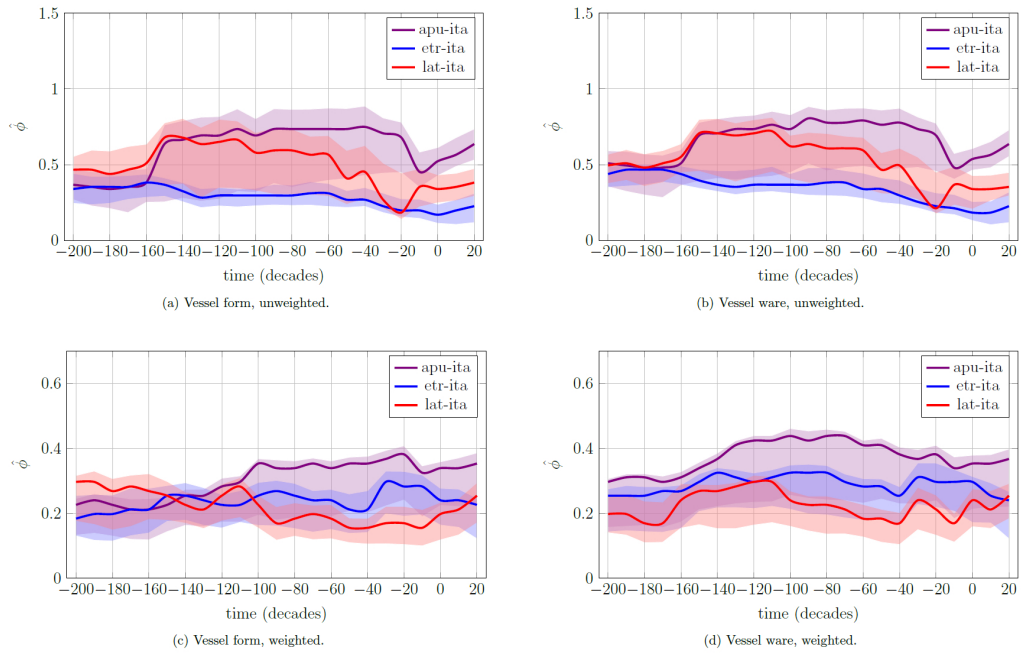 1.5
1
0.5
0
φ̂
apu-ita
etr-ita
lat-ita
−200 −180 −160 −140 −120 −100 −80 −60 −40 −20 0 20
time (decades)
(a) Vessel form, unweighted.
1.5
1
0.5
0
φ̂
apu-ita
etr-ita
lat-ita
−200 −180 −160 −140 −120 −100 −80 −60 −40 −20 0 20
time (decades)
(b) Vessel ware, unweighted.
0.6
0.4
0.2
0
φ̂
apu-ita
etr-ita
lat-ita
−200 −180 −160 −140 −120 −100 −80 −60 −40 −20 0 20
time (decades)
(c) Vessel form, weighted.
0.6
0.4
0.2
0
φ̂
apu-ita
etr-ita
lat-ita
−200 −180 −160 −140 −120 −100 −80 −60 −40 −20 0 20
time (decades)
(d) Vessel ware, weighted.